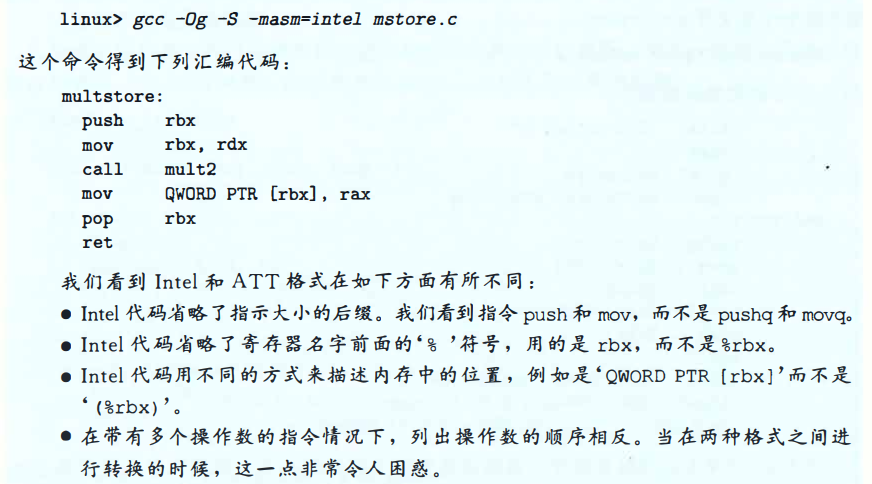 linux> gcc -Og -S -masm=intel mstore.c
这个命令得到下列汇编代码：
multstore:
push rbx
mov rbx, rdx
call mult2
mov QWORD PTR [rbx], rax
pop rbx
ret
我们看到 Intel 和 ATT 格式在如下方面有所不同：
● Intel 代码省略了指示大小的后缀。我们看到指令 push 和 mov，而不是 pushq 和 movq。
● Intel 代码省略了寄存器名字前面的‘% ’符号，用的是 rbx，而不是%rbx。
● Intel 代码用不同的方式来描述内存中的位置，例如是‘QWORD PTR [rbx]’而不是
‘(%rbx)’。
● 在带有多个操作数的指令情况下，列出操作数的顺序相反。当在两种格式之间进
行转换的时候，这一点非常令人困惑。